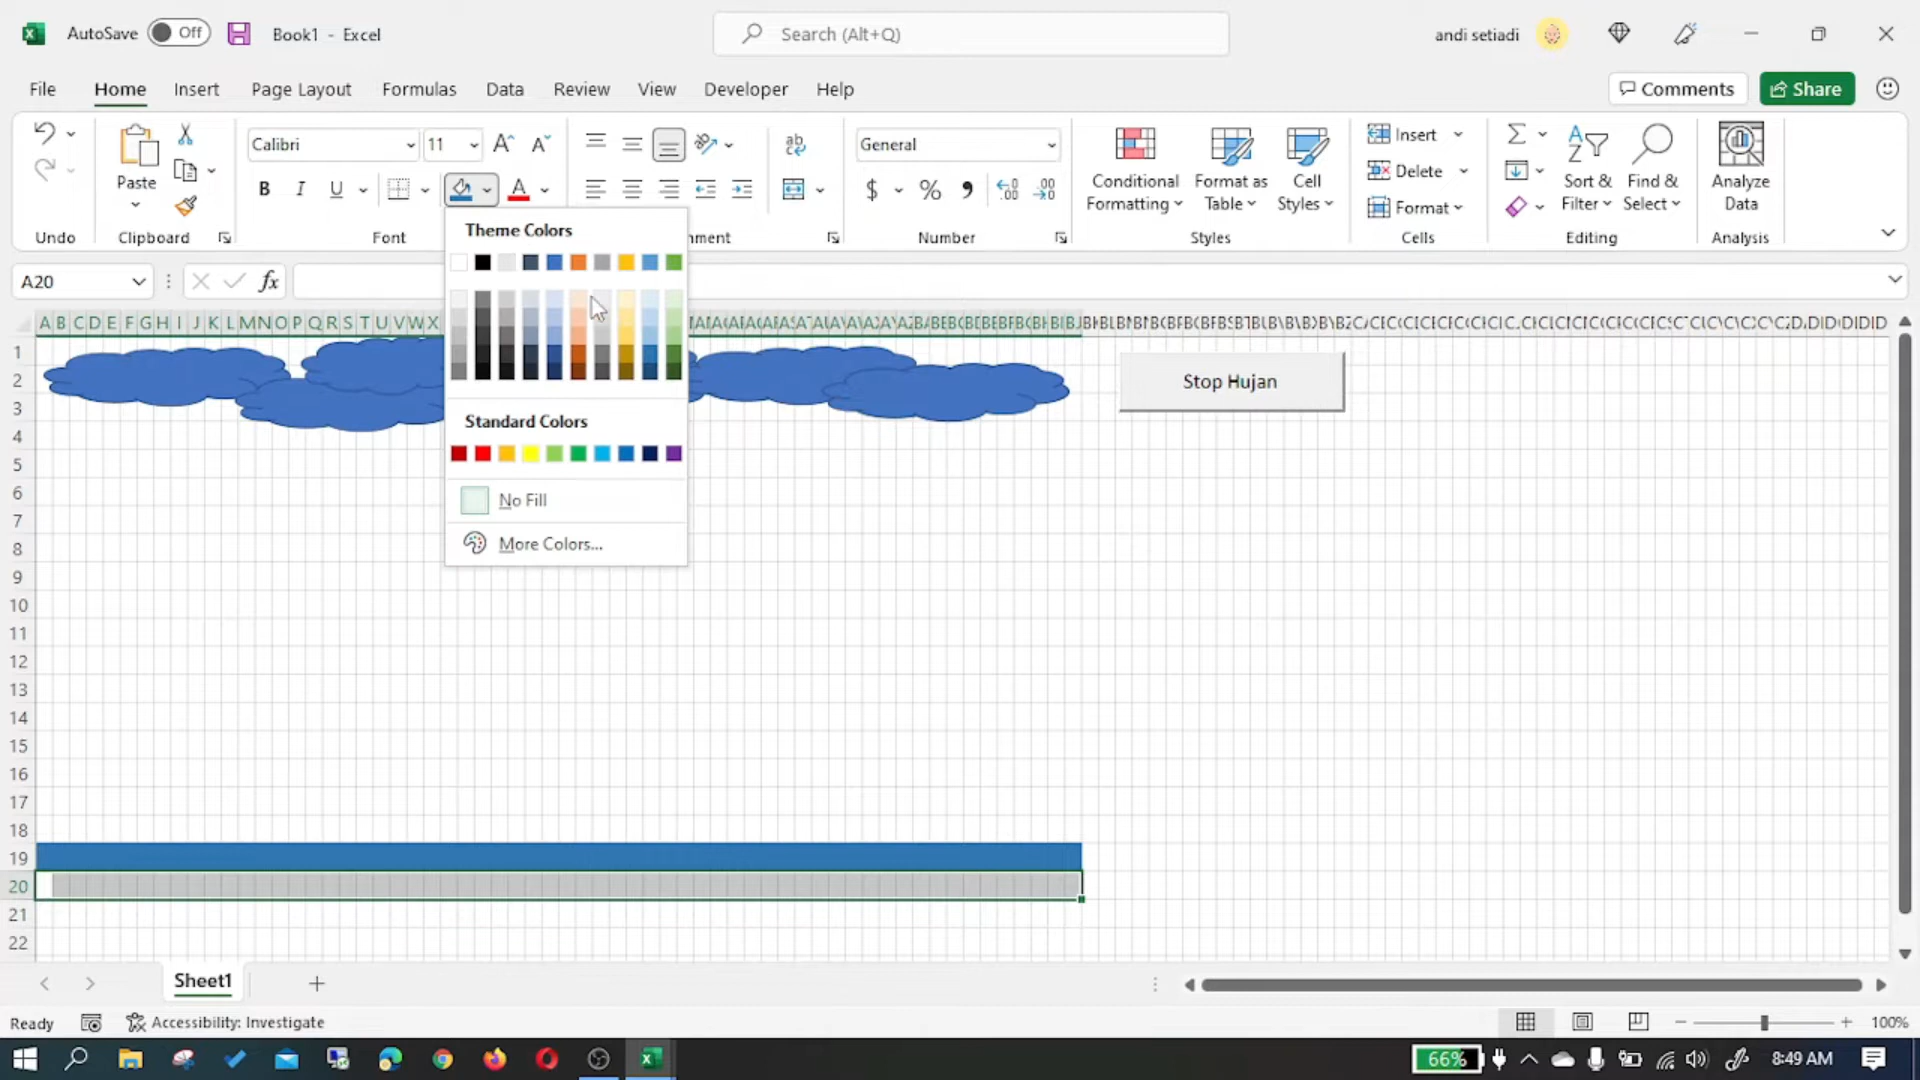 AutoSave Off Book1 - Excel Search (Alt+Q) andi setiadi
File Home Insert Page Layout Formulas Data Review View Developer Help Comments Share
Calibri 11 General Insert
Paste Conditional Formatting Format as Table Cell Styles Delete Sort & Filter Find & Select Analyze Data
B I U A $ % Format
Undo Clipboard Font Number Styles Cells Editing Analysis
Theme Colors
A20 fx
A B C D E F G H I J K L M N O P Q R S T U V W X
1
2 Stop Hujan
3
Standard Colors
4
5
6
No Fill
7
More Colors...
8
9
10
11
12
13
14
15
16
17
18
19
20
21
22
Sheet1
Ready Accessibility: Investigate 100%
66% 8:49 AM